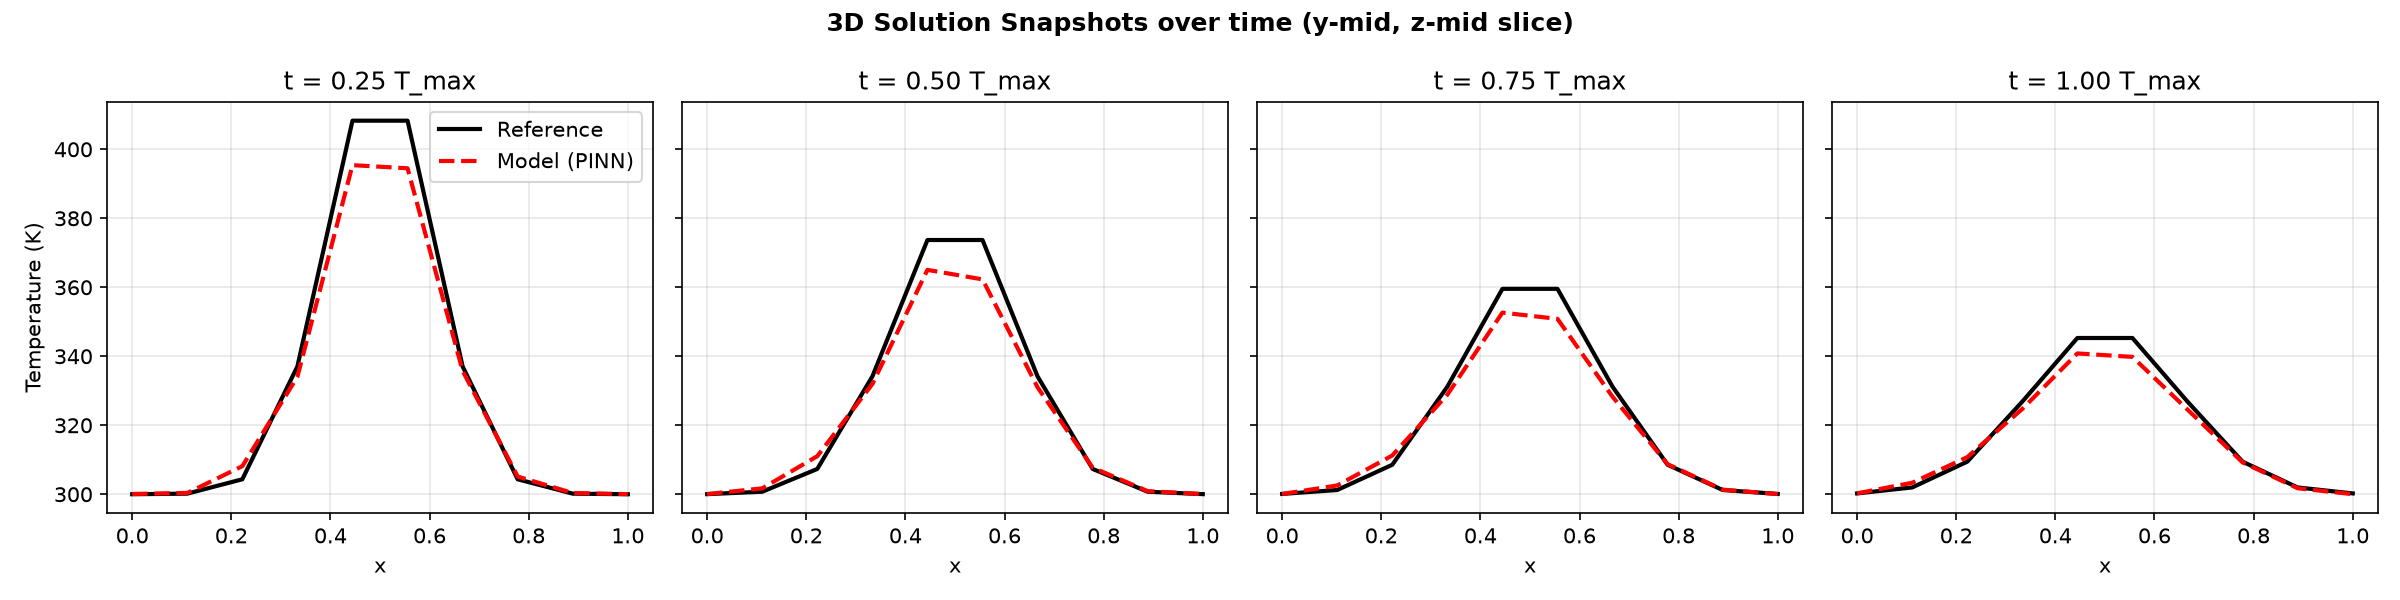 3D Solution Snapshots over time (y-mid, z-mid slice)
t = 0.25 T_max
t = 0.50 T_max
t = 0.75 T_max
t = 1.00 T_max
Reference
Model (PINN)
Temperature (K)
400
380
360
340
320
300
0.0 0.2 0.4 0.6 0.8 1.0
0.0 0.2 0.4 0.6 0.8 1.0
0.0 0.2 0.4 0.6 0.8 1.0
0.0 0.2 0.4 0.6 0.8 1.0
x
x
x
x